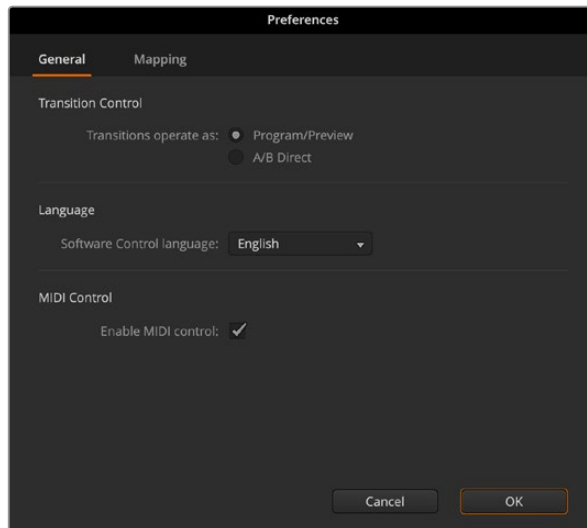 Preferences
General Mapping
Transition Control
Transitions operate as: Program/Preview
A/B Direct
Language
Software Control language: English
MIDI Control
Enable MIDI control:
Cancel OK